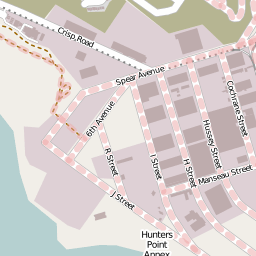 Crisp Road
Spear Avenue
6th Avenue
Cochrane Street
Hussey Street
R Street
I Street
H Street
Manseau Street
J Street
Hunters
Point
Annex